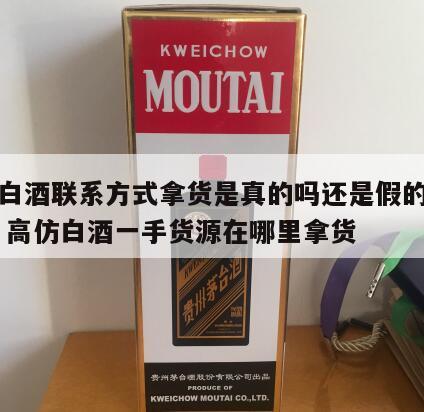 KWEICHOW
MOUTAI
白酒联系方式拿货是真的吗还是假的
高仿白酒一手货源在哪里拿货
贵州茅台酒
贵州茅台酒股份有限公司出品
PRODUCE OF
KWEICHOW MOUTAI CO.,LTD.